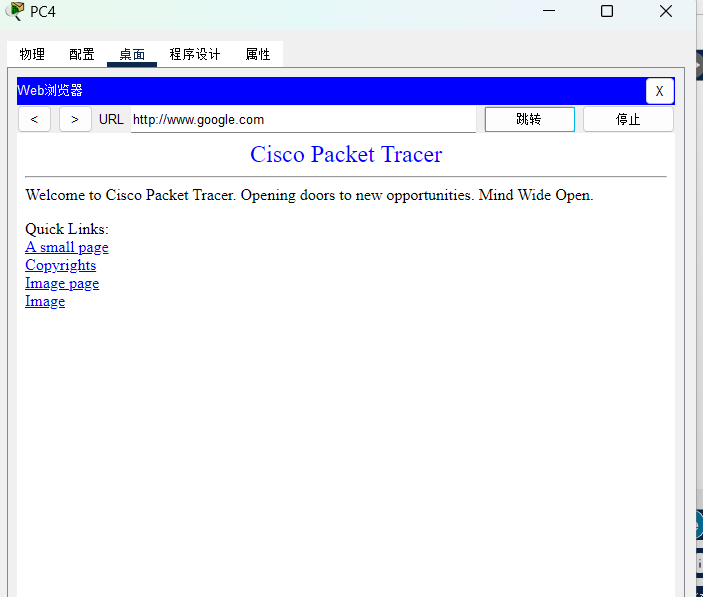 PC4
物理 配置 桌面 程序设计 属性
Web浏览器 X
< > URL http://www.google.com 跳转 停止
Cisco Packet Tracer
Welcome to Cisco Packet Tracer. Opening doors to new opportunities. Mind Wide Open.
Quick Links:
A small page
Copyrights
Image page
Image